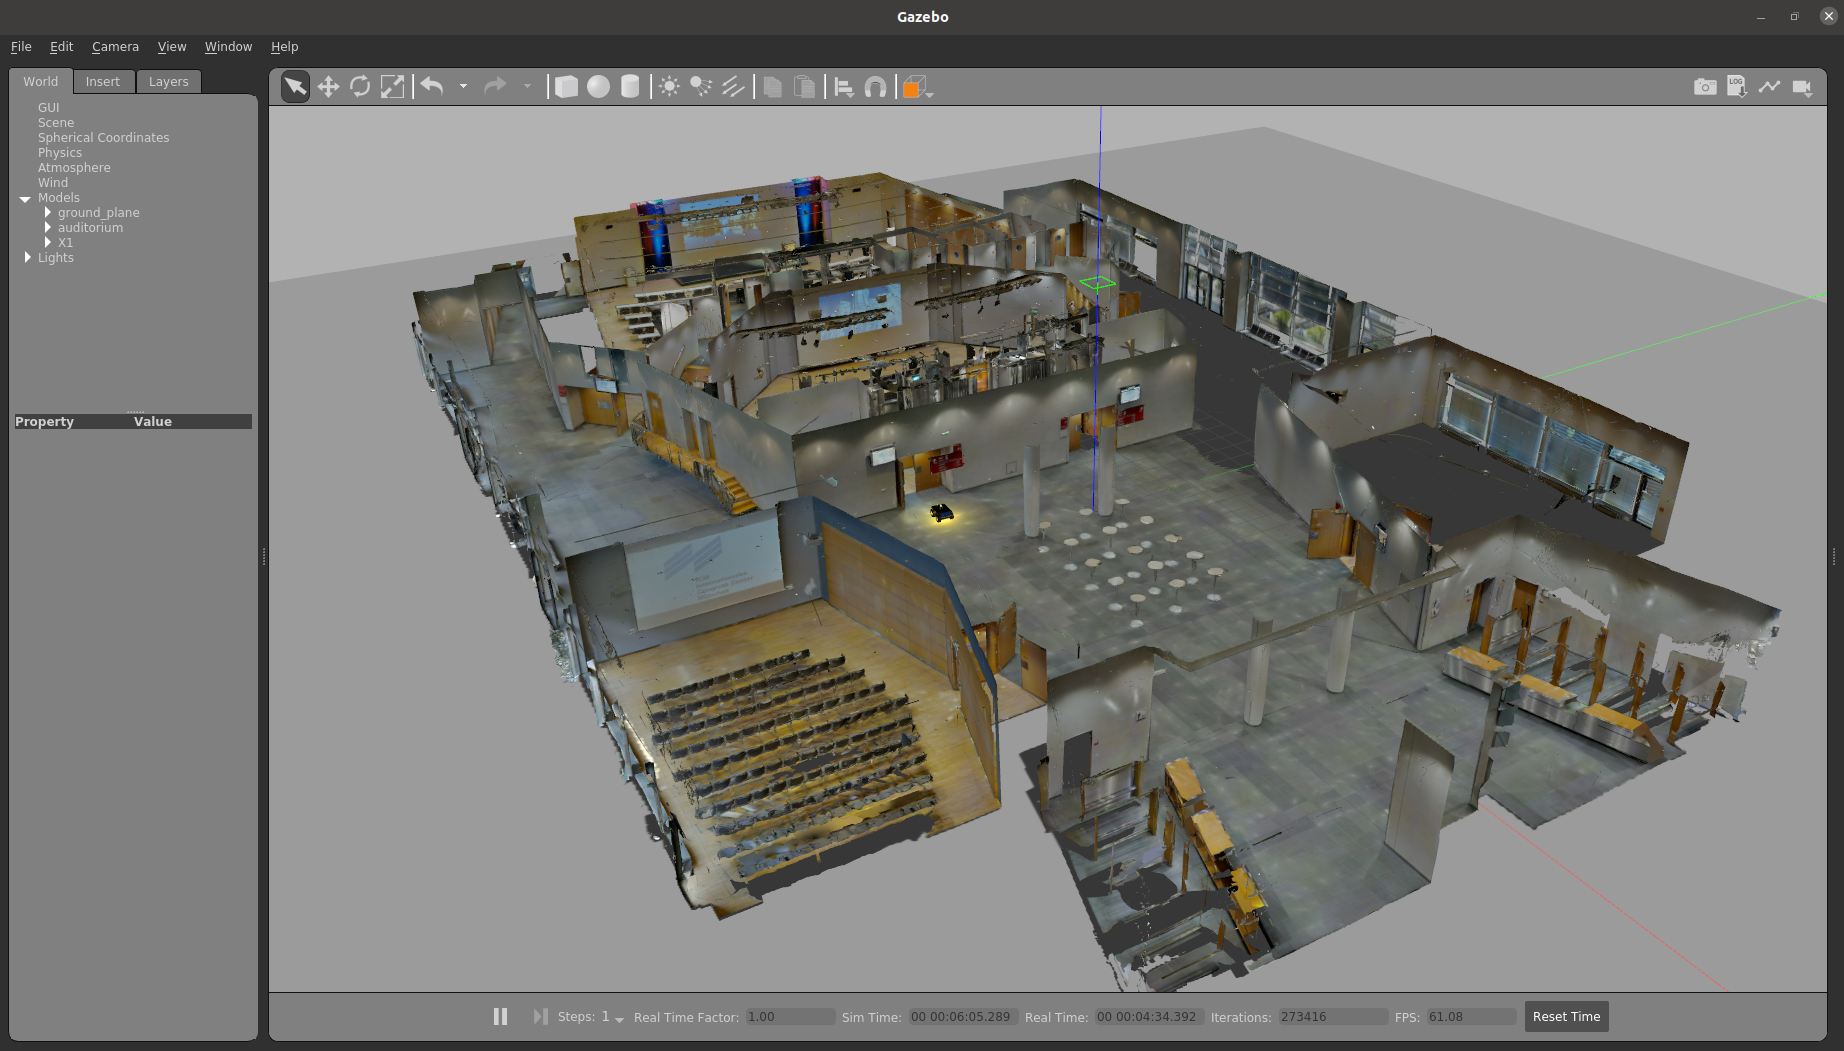 Gazebo
File Edit Camera View Window Help
World Insert Layers
LOG
GUI
Scene
Spherical Coordinates
Physics
Atmosphere
Wind
Models
ground_plane
auditorium
X1
Lights
Property Value
Steps: 1 Real Time Factor: 1.00 Sim Time: 00 00:06:05.289 Real Time: 00 00:04:34.392 Iterations: 273416 FPS: 61.08 Reset Time